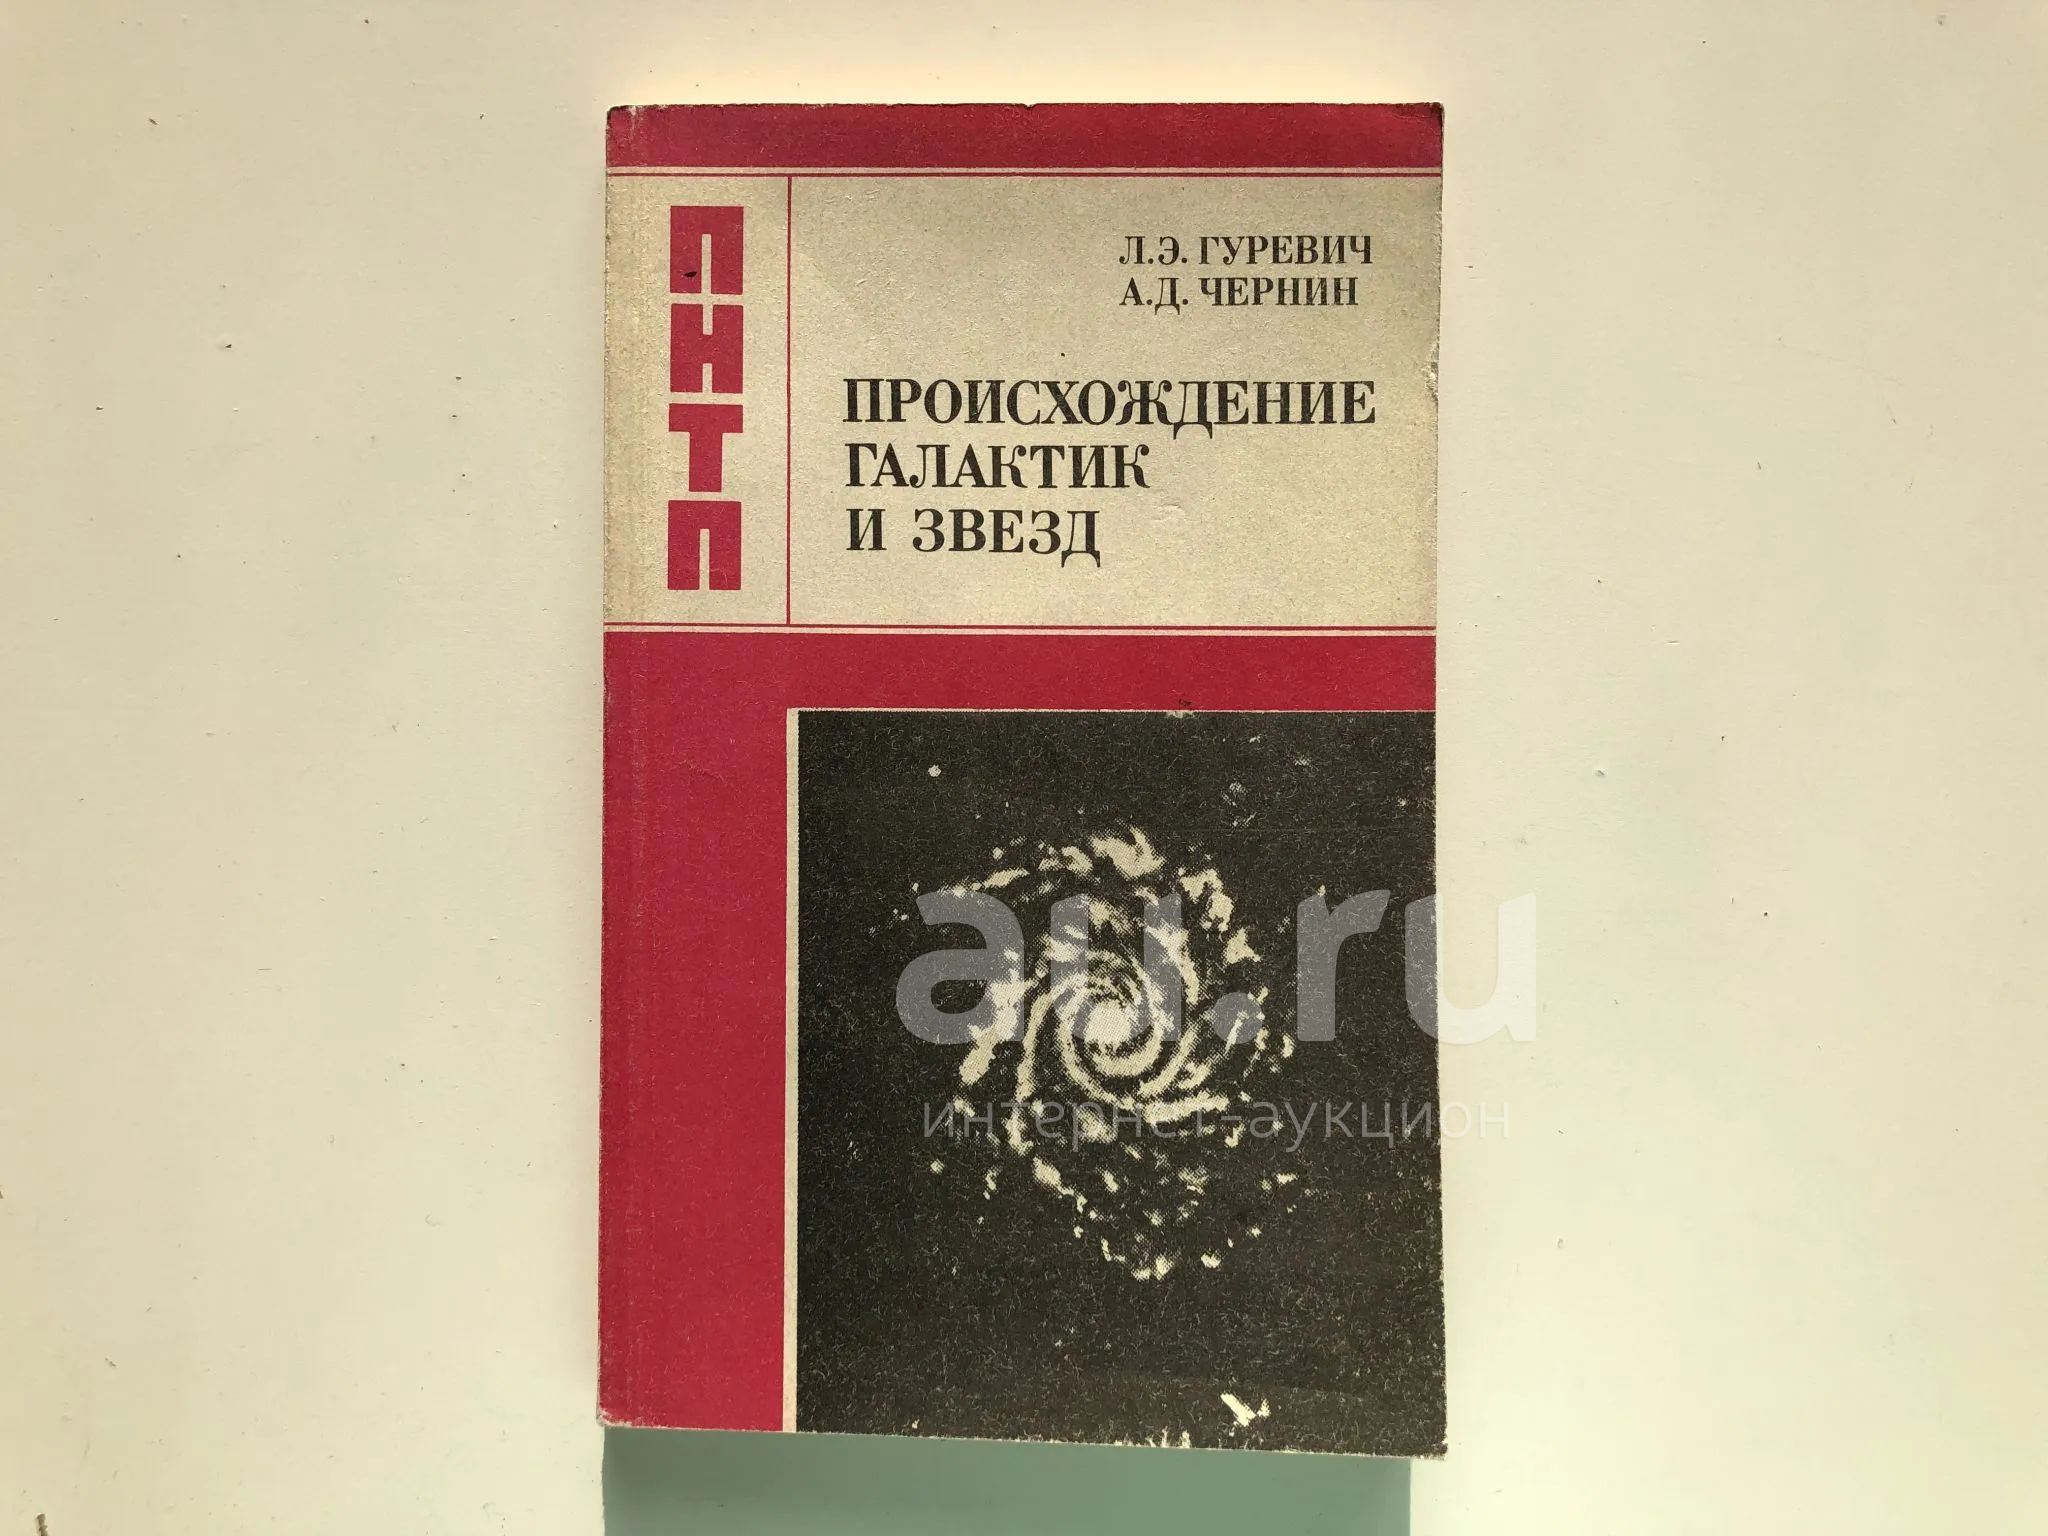 ПНТП
Л.Э. ГУРЕВИЧ
А.Д. ЧЕРНИН
ПРОИСХОЖДЕНИЕ
ГАЛАКТИК
И ЗВЕЗД
au.ru
интернет-аукцион